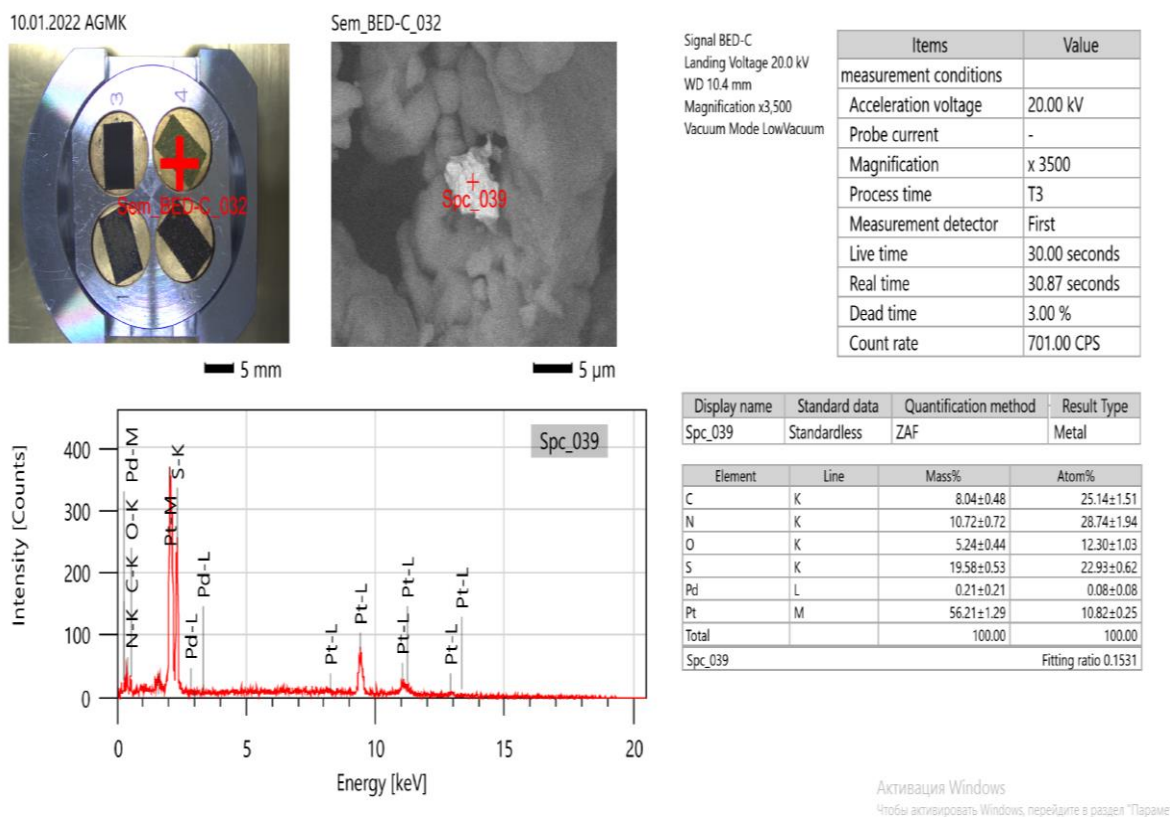 10.01.2022 AGMK
Sem_BED-C_032
3
4
Sem_BED-C_032
1
5 mm
Spc_039
5 µm
Signal BED-C
Landing Voltage 20.0 kV
WD 10.4 mm
Magnification x3,500
Vacuum Mode LowVacuum
Items Value
measurement conditions
Acceleration voltage 20.00 kV
Probe current -
Magnification x 3500
Process time T3
Measurement detector First
Live time 30.00 seconds
Real time 30.87 seconds
Dead time 3.00 %
Count rate 701.00 CPS
Intensity [Counts]
400
300
200
100
0
N-K C-K O-K Pd-M
Pt-M S-K
Pd-L
Pd-L
Pt-L
Pt-L
Pt-L
Pt-L
Pt-L
Pt-L
Spc_039
0 5 10 15 20
Energy [keV]
Display name Standard data Quantification method Result Type
Spc_039 Standardless ZAF Metal
Element Line Mass% Atom%
C K 8.04±0.48 25.14±1.51
N K 10.72±0.72 28.74±1.94
O K 5.24±0.44 12.30±1.03
S K 19.58±0.53 22.93±0.62
Pd L 0.21±0.21 0.08±0.08
Pt M 56.21±1.29 10.82±0.25
Total 100.00 100.00
Spc_039 Fitting ratio 0.1531
Активация Windows
Чтобы активировать Windows, перейдите в раздел "Параме